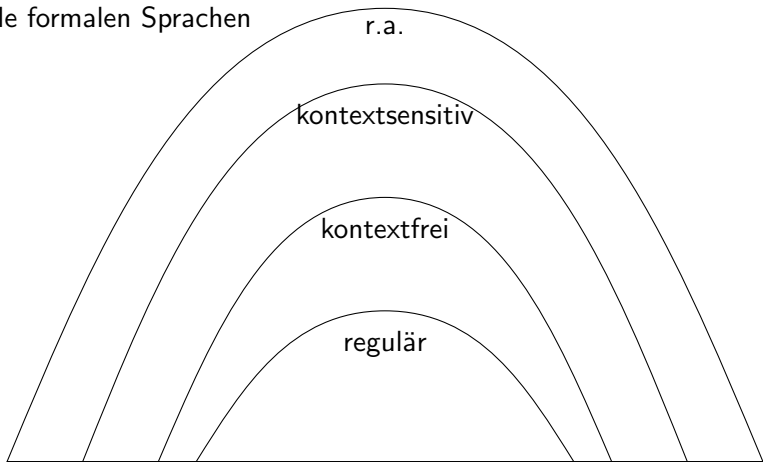 le formalen Sprachen
r.a.
kontextsensitiv
kontextfrei
regulär